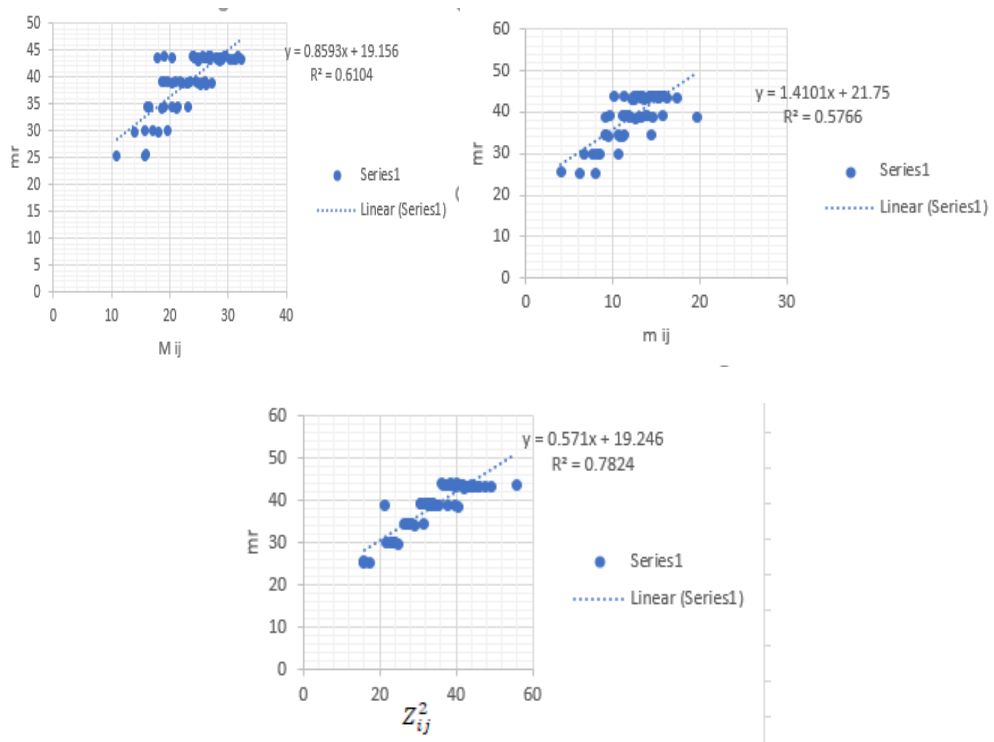 50
45
40
35
30
25
20
15
10
5
0
mr
0 10 20 30 40
M ij
y = 0.8593x + 19.156
R² = 0.6104
Series1
Linear (Series1)
60
50
40
30
20
10
0
mr
0 10 20 30
m ij
y = 1.4101x + 21.75
R² = 0.5766
Series1
Linear (Series1)
60
50
40
30
20
10
0
mr
0 20 40 60
Z²ᵢⱼ
y = 0.571x + 19.246
R² = 0.7824
Series1
Linear (Series1)